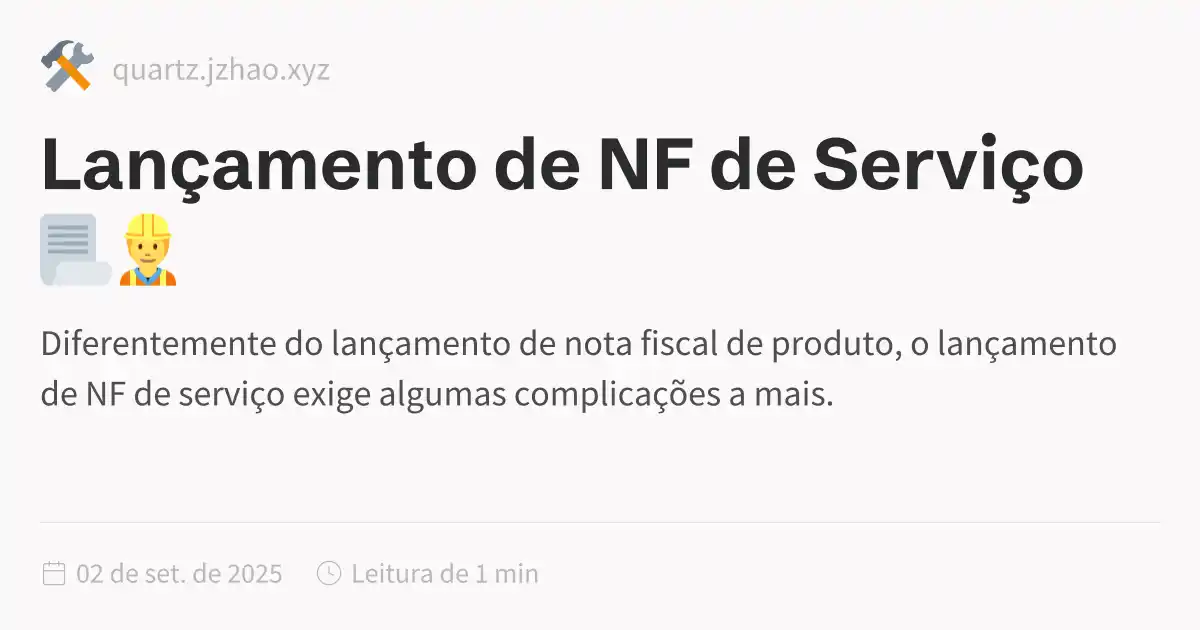 quartz.jzhao.xyz
Lançamento de NF de Serviço
Diferentemente do lançamento de nota fiscal de produto, o lançamento
de NF de serviço exige algumas complicações a mais.
02 de set. de 2025 Leitura de 1 min